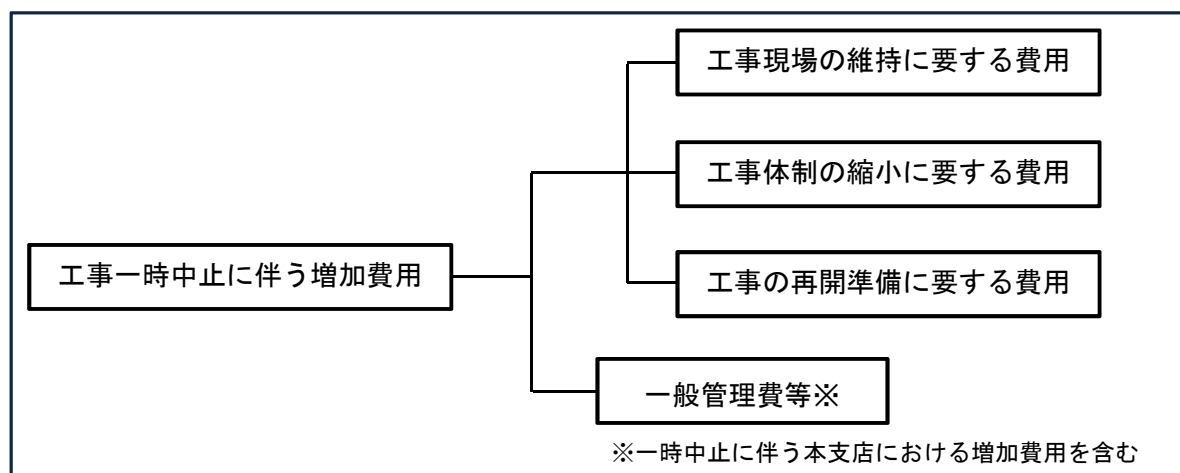 工事現場の維持に要する費用
工事体制の縮小に要する費用
工事一時中止に伴う増加費用
工事の再開準備に要する費用
一般管理費等※
※一時中止に伴う本支店における増加費用を含む